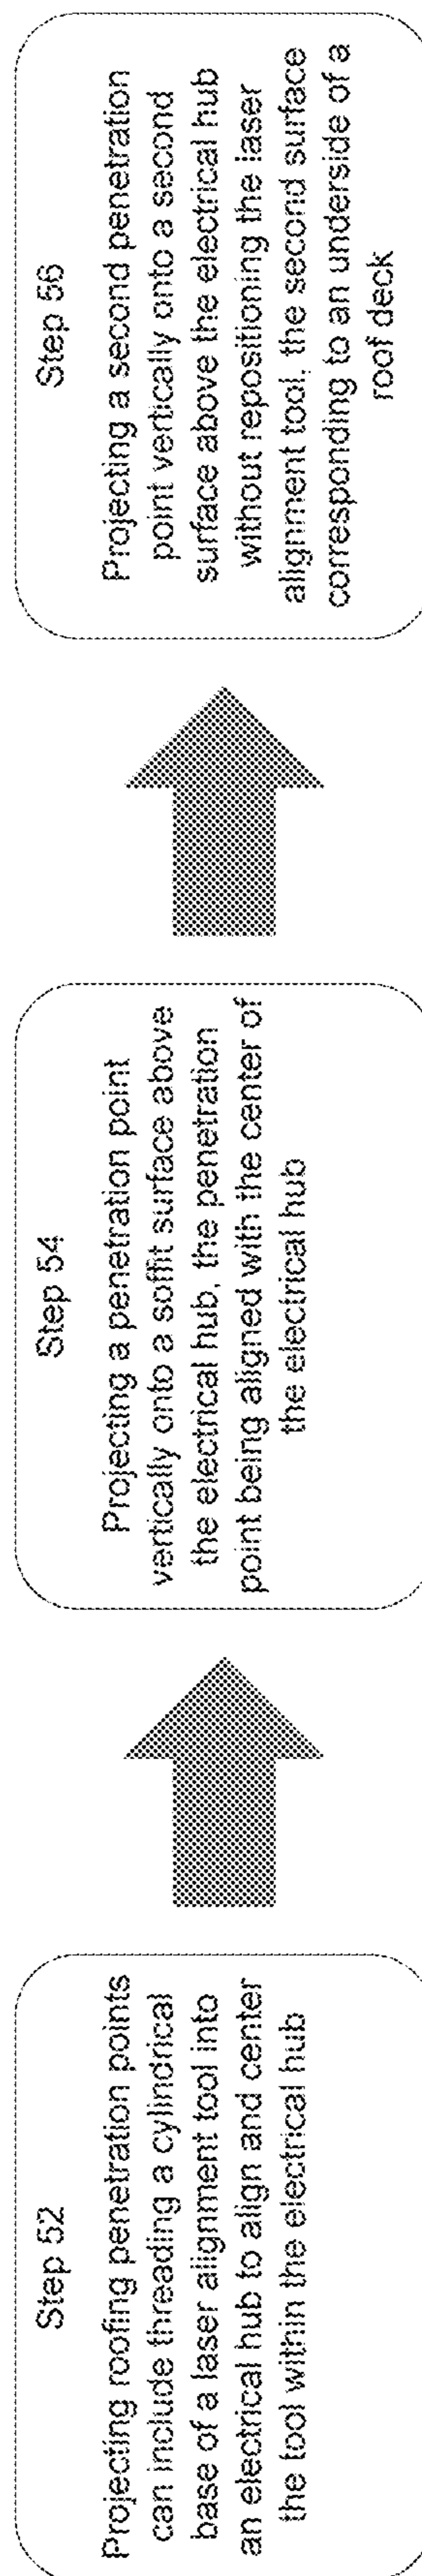 Step 52
Projecting roofing penetration points
can include threading a cylindrical
base of a laser alignment tool into
an electrical hub to align and center
the tool within the electrical hub
Step 54
Projecting a penetration point
vertically onto a soffit surface above
the electrical hub, the penetration
point being aligned with the center of
the electrical hub
Step 56
Projecting a second penetration
point vertically onto a second
surface above the electrical hub
without repositioning the laser
alignment tool, the second surface
corresponding to an underside of a
roof deck